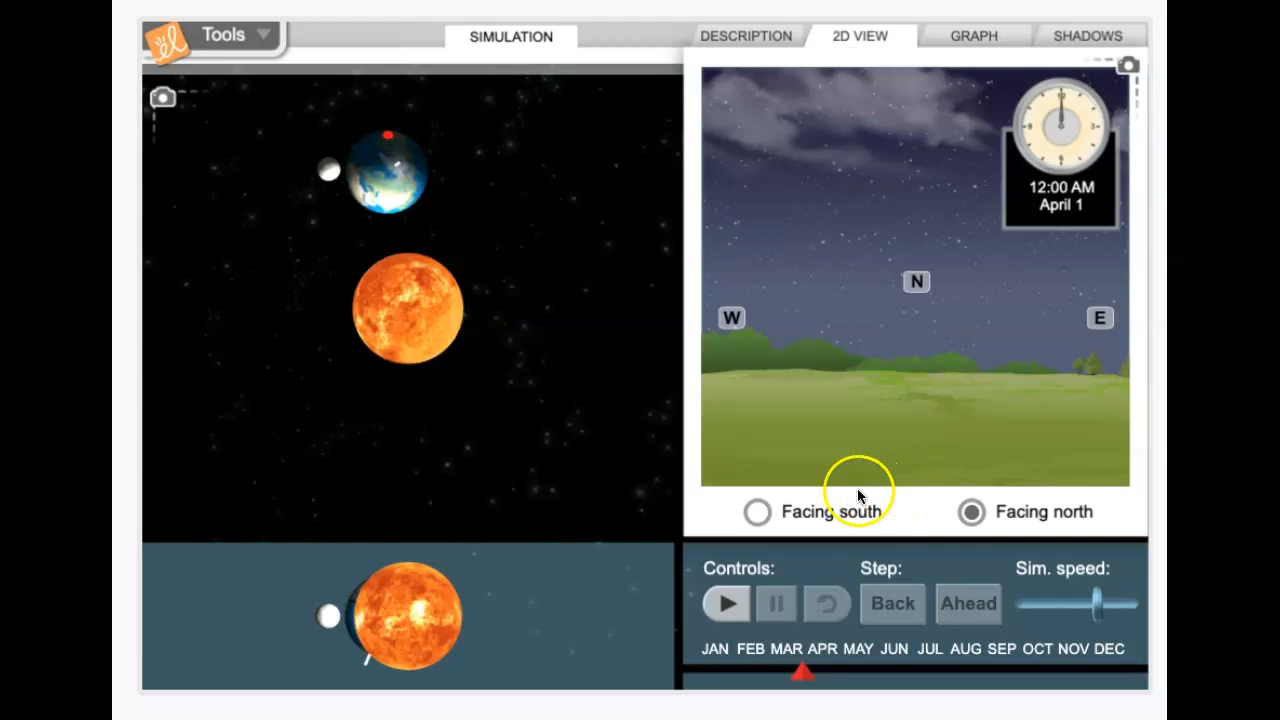 Tools
SIMULATION
DESCRIPTION
2D VIEW
GRAPH
SHADOWS
12:00 AM
April 1
N
W
E
Facing south
Facing north
Controls:
Step:
Sim. speed:
Back
Ahead
JAN FEB MAR APR MAY JUN JUL AUG SEP OCT NOV DEC